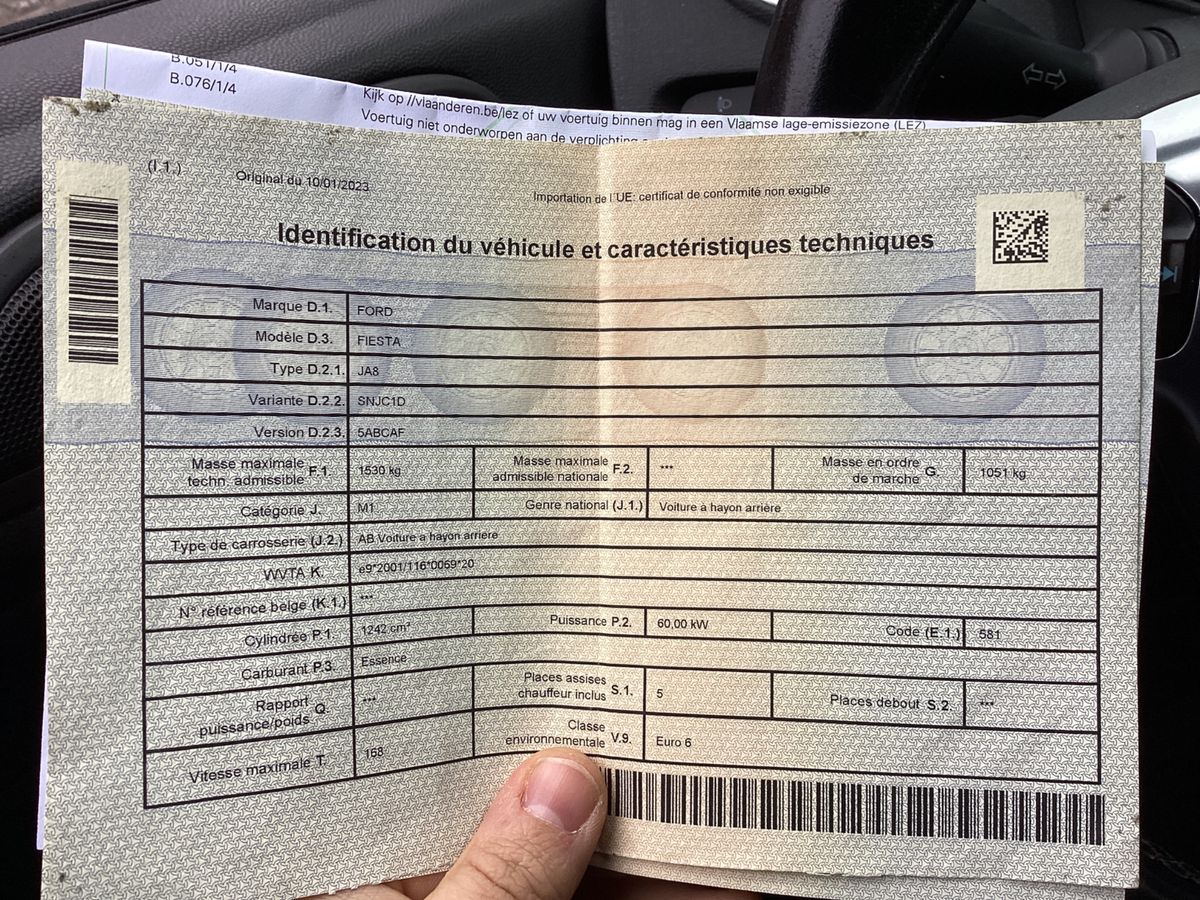 B.051/1/4
B.076/1/4
Kijk op //vlaanderen.be/lez of uw voertuig binnen mag in een Vlaamse lage-emissiezone (LEZ)
Voertuig niet onderworpen aan de verplichting
(I.1.)
Original du 10/01/2023
Importation de l'UE: certificat de conformité non exigible
Identification du véhicule et caractéristiques techniques
Marque D.1. FORD
Modèle D.3. FIESTA
Type D.2.1. JA8
Variante D.2.2. SNJC1D
Version D.2.3. 5ABCAF
Masse maximale techn. admissible F.1. 1530 kg Masse maximale admissible nationale F.2. *** Masse en ordre de marche G. 1051 kg
Catégorie J. M1 Genre national (J.1.) Voiture à hayon arrière
Type de carrosserie (J.2.) AB Voiture à hayon arrière
WVTA K. e9*2001/116*0069*20
N° référence belge (K.1.) ***
Cylindrée P.1. 1242 cm³ Puissance P.2. 60,00 kW Code (E.1.) 581
Carburant P.3. Essence
Rapport puissance/poids Q. *** Places assises chauffeur inclus S.1. 5 Places debout S.2. ***
Vitesse maximale T. 168 Classe environnementale V.9. Euro 6